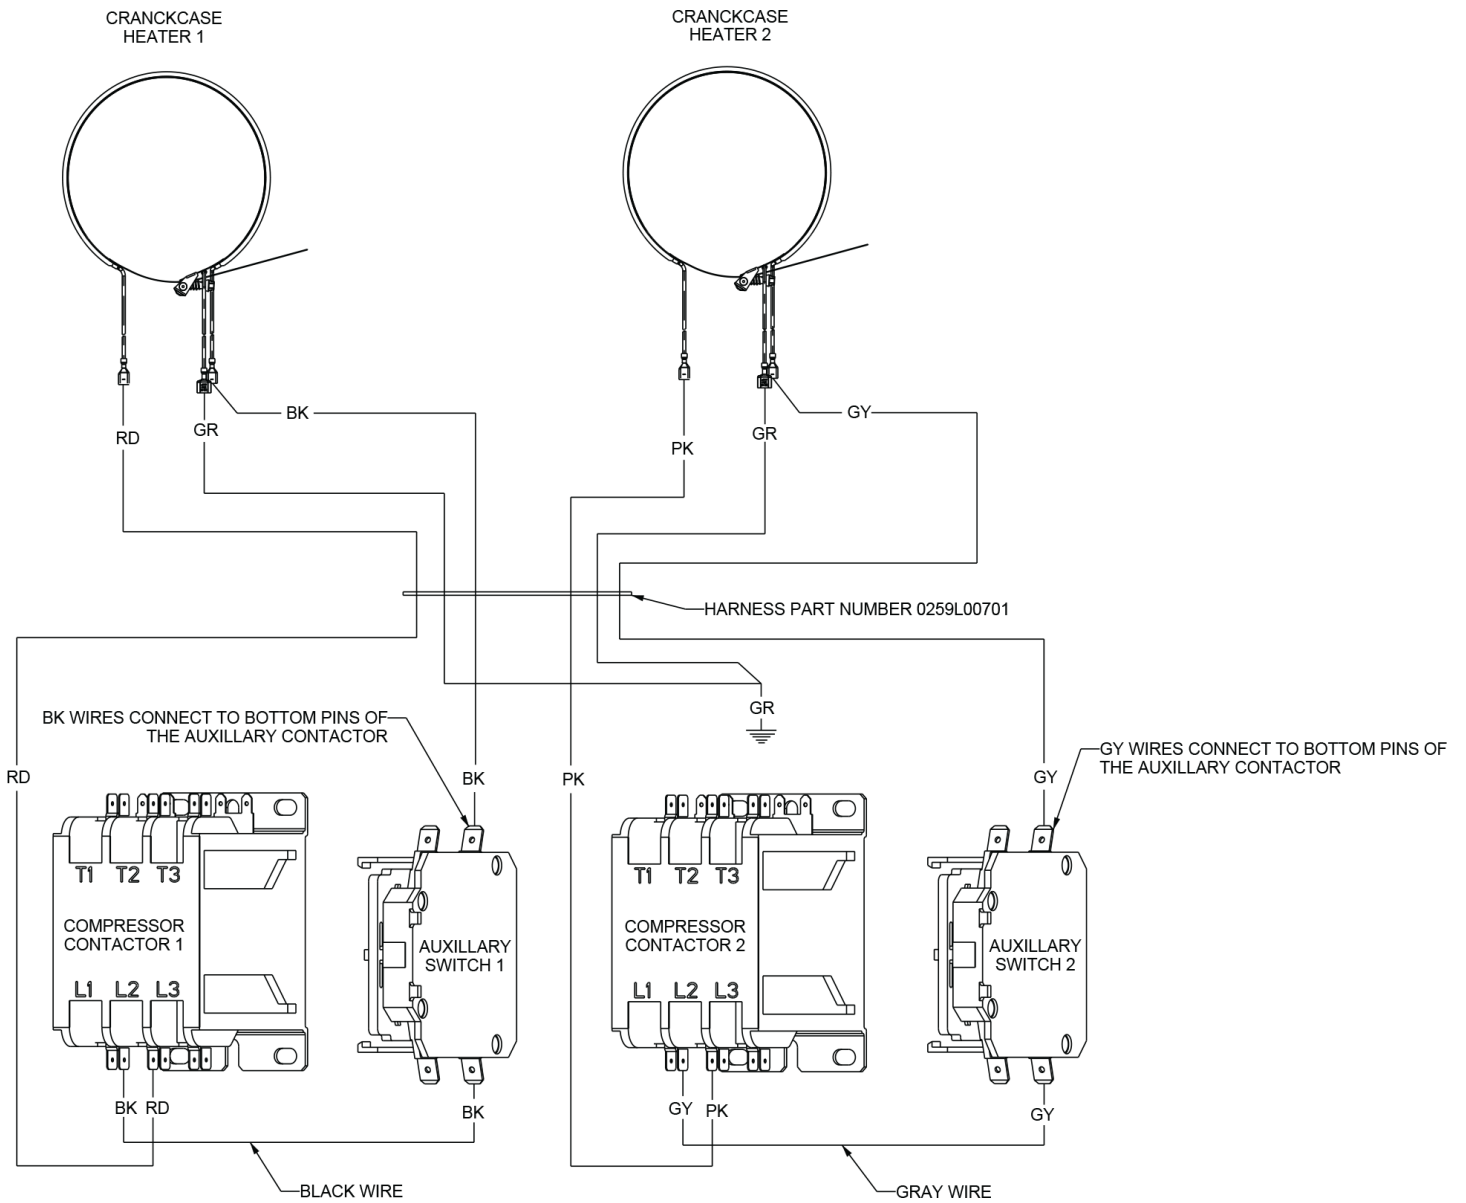 CRANCKCASE
HEATER 1
CRANCKCASE
HEATER 2
BK
GY
RD
GR
PK
GR
HARNESS PART NUMBER 0259L00701
GR
BK WIRES CONNECT TO BOTTOM PINS OF
THE AUXILLARY CONTACTOR
GY WIRES CONNECT TO BOTTOM PINS OF
THE AUXILLARY CONTACTOR
RD
BK
PK
GY
T1 T2 T3
COMPRESSOR
CONTACTOR 1
L1 L2 L3
AUXILLARY
SWITCH 1
T1 T2 T3
COMPRESSOR
CONTACTOR 2
L1 L2 L3
AUXILLARY
SWITCH 2
BK RD
BK
GY PK
GY
BLACK WIRE
GRAY WIRE